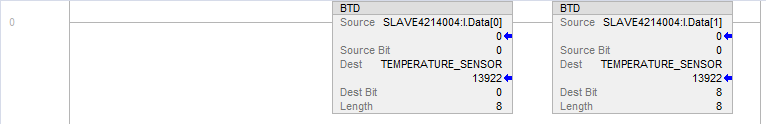 BTD
Source SLAVE4214004:I.Data[0]
0
Source Bit 0
Dest TEMPERATURE_SENSOR
13922
Dest Bit 0
Length 8
BTD
Source SLAVE4214004:I.Data[1]
0
Source Bit 0
Dest TEMPERATURE_SENSOR
13922
Dest Bit 8
Length 8
0